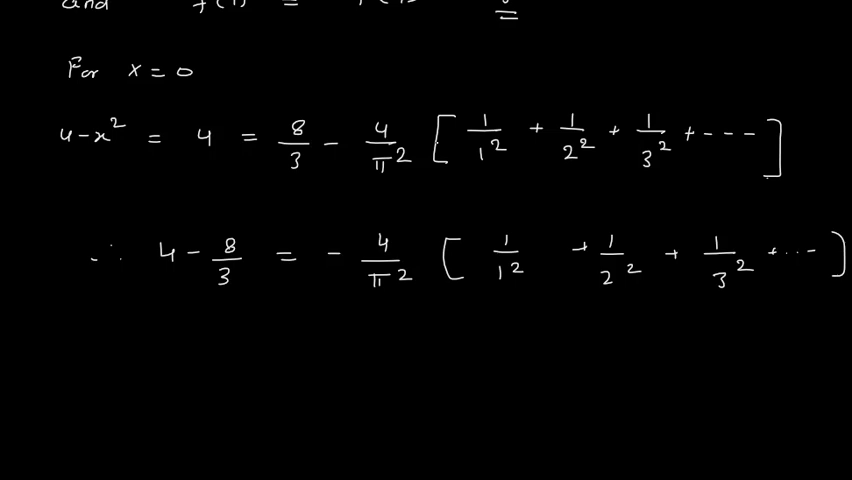 and
For x = 0
4 - x² = 4 = 8/3 - 4/π² [ 1/1² + 1/2² + 1/3² + - - - ]
∴ 4 - 8/3 = - 4/π² [ 1/1² + 1/2² + 1/3² + ... ]